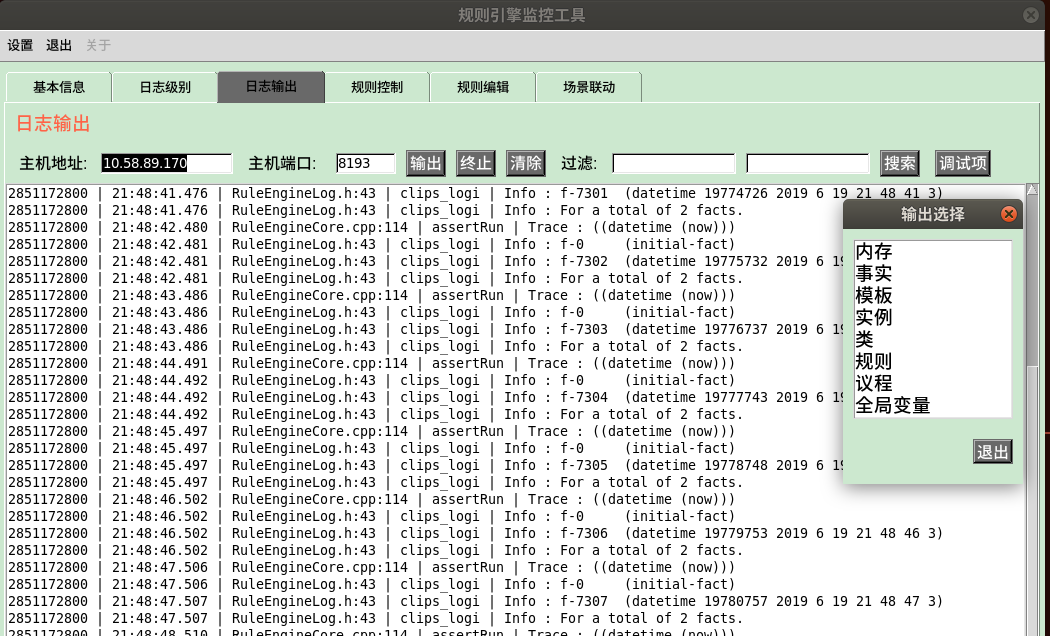 规则引擎监控工具
设置 退出 关于
基本信息 日志级别 日志输出 规则控制 规则编辑 场景联动
日志输出
主机地址: 10.58.89.170 主机端口: 8193 输出 终止 清除 过滤: 搜索 调试项
2851172800 | 21:48:41.476 | RuleEngineLog.h:43 | clips_logi | Info : f-7301 (datetime 19774726 2019 6 19 21 48 41 3)
2851172800 | 21:48:41.476 | RuleEngineLog.h:43 | clips_logi | Info : For a total of 2 facts.
2851172800 | 21:48:42.480 | RuleEngineCore.cpp:114 | assertRun | Trace : ((datetime (now)))
2851172800 | 21:48:42.481 | RuleEngineLog.h:43 | clips_logi | Info : f-0 (initial-fact)
2851172800 | 21:48:42.481 | RuleEngineLog.h:43 | clips_logi | Info : f-7302 (datetime 19775732 2019 6 19
2851172800 | 21:48:42.481 | RuleEngineLog.h:43 | clips_logi | Info : For a total of 2 facts.
2851172800 | 21:48:43.486 | RuleEngineCore.cpp:114 | assertRun | Trace : ((datetime (now)))
2851172800 | 21:48:43.486 | RuleEngineLog.h:43 | clips_logi | Info : f-0 (initial-fact)
2851172800 | 21:48:43.486 | RuleEngineLog.h:43 | clips_logi | Info : f-7303 (datetime 19776737 2019 6 19
2851172800 | 21:48:43.486 | RuleEngineLog.h:43 | clips_logi | Info : For a total of 2 facts.
2851172800 | 21:48:44.491 | RuleEngineCore.cpp:114 | assertRun | Trace : ((datetime (now)))
2851172800 | 21:48:44.492 | RuleEngineLog.h:43 | clips_logi | Info : f-0 (initial-fact)
2851172800 | 21:48:44.492 | RuleEngineLog.h:43 | clips_logi | Info : f-7304 (datetime 19777743 2019 6 19
2851172800 | 21:48:44.492 | RuleEngineLog.h:43 | clips_logi | Info : For a total of 2 facts.
2851172800 | 21:48:45.497 | RuleEngineCore.cpp:114 | assertRun | Trace : ((datetime (now)))
2851172800 | 21:48:45.497 | RuleEngineLog.h:43 | clips_logi | Info : f-0 (initial-fact)
2851172800 | 21:48:45.497 | RuleEngineLog.h:43 | clips_logi | Info : f-7305 (datetime 19778748 2019 6 19
2851172800 | 21:48:45.497 | RuleEngineLog.h:43 | clips_logi | Info : For a total of 2 facts.
2851172800 | 21:48:46.502 | RuleEngineCore.cpp:114 | assertRun | Trace : ((datetime (now)))
2851172800 | 21:48:46.502 | RuleEngineLog.h:43 | clips_logi | Info : f-0 (initial-fact)
2851172800 | 21:48:46.502 | RuleEngineLog.h:43 | clips_logi | Info : f-7306 (datetime 19779753 2019 6 19 21 48 46 3)
2851172800 | 21:48:46.502 | RuleEngineLog.h:43 | clips_logi | Info : For a total of 2 facts.
2851172800 | 21:48:47.506 | RuleEngineCore.cpp:114 | assertRun | Trace : ((datetime (now)))
2851172800 | 21:48:47.506 | RuleEngineLog.h:43 | clips_logi | Info : f-0 (initial-fact)
2851172800 | 21:48:47.507 | RuleEngineLog.h:43 | clips_logi | Info : f-7307 (datetime 19780757 2019 6 19 21 48 47 3)
2851172800 | 21:48:47.507 | RuleEngineLog.h:43 | clips_logi | Info : For a total of 2 facts.
2851172800 | 21:48:48.510 | RuleEngineCore.cpp:114 | assertRun | Trace : ((datetime (now)))
输出选择
内存
事实
模板
实例
类
规则
议程
全局变量
退出